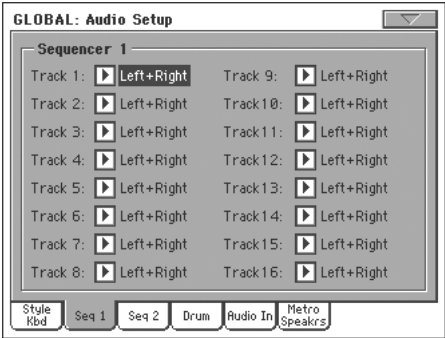 GLOBAL: Audio Setup
Sequencer 1
Track 1: Left+Right Track 9: Left+Right
Track 2: Left+Right Track10: Left+Right
Track 3: Left+Right Track11: Left+Right
Track 4: Left+Right Track12: Left+Right
Track 5: Left+Right Track13: Left+Right
Track 6: Left+Right Track14: Left+Right
Track 7: Left+Right Track15: Left+Right
Track 8: Left+Right Track16: Left+Right
Style Kbd Seq 1 Seq 2 Drum Audio In Metro Speakrs